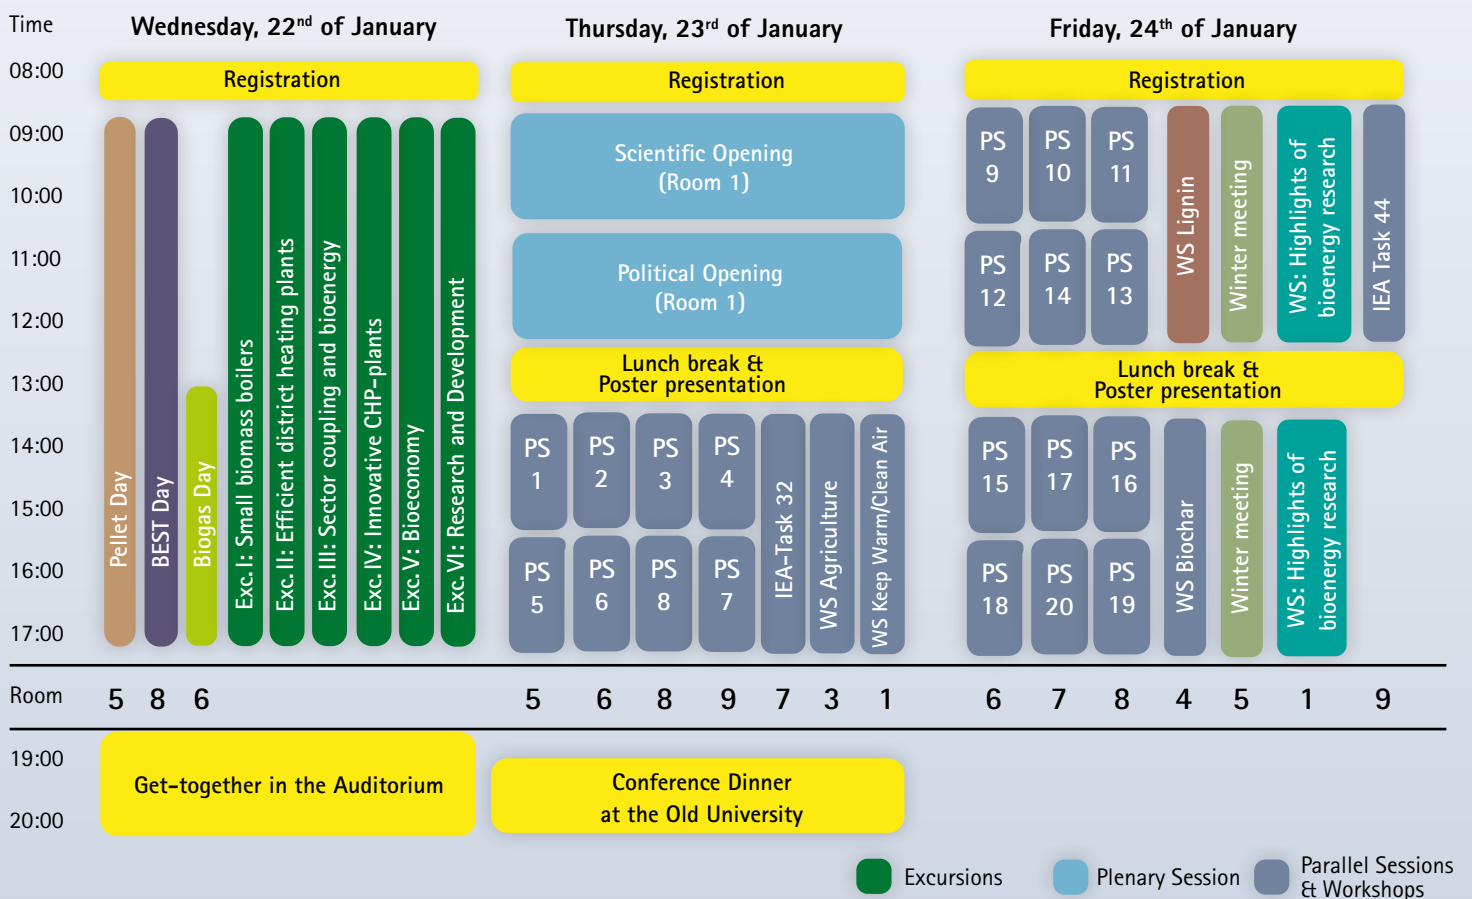 Time
Wednesday, 22nd of January
Thursday, 23rd of January
Friday, 24th of January
08:00
09:00
10:00
11:00
12:00
13:00
14:00
15:00
16:00
17:00
Registration
Pellet Day
BEST Day
Biogas Day
Exc. I: Small biomass boilers
Exc. II: Efficient district heating plants
Exc. III: Sector coupling and bioenergy
Exc. IV: Innovative CHP-plants
Exc. V: Bioeconomy
Exc. VI: Research and Development
Registration
Scientific Opening
(Room 1)
Political Opening
(Room 1)
Lunch break &
Poster presentation
PS
1
PS
2
PS
3
PS
4
PS
5
PS
6
PS
8
PS
7
IEA-Task 32
WS Agriculture
WS Keep Warm/Clean Air
Registration
PS
9
PS
10
PS
11
PS
12
PS
14
PS
13
WS Lignin
Winter meeting
WS: Highlights of
bioenergy research
IEA Task 44
Lunch break &
Poster presentation
PS
15
PS
17
PS
16
PS
18
PS
20
PS
19
WS Biochar
Winter meeting
WS: Highlights of
bioenergy research
Room 5 8 6 5 6 8 9 7 3 1 6 7 8 4 5 1 9
19:00
20:00
Get-together in the Auditorium
Conference Dinner
at the Old University
Excursions
Plenary Session
Parallel Sessions
& Workshops